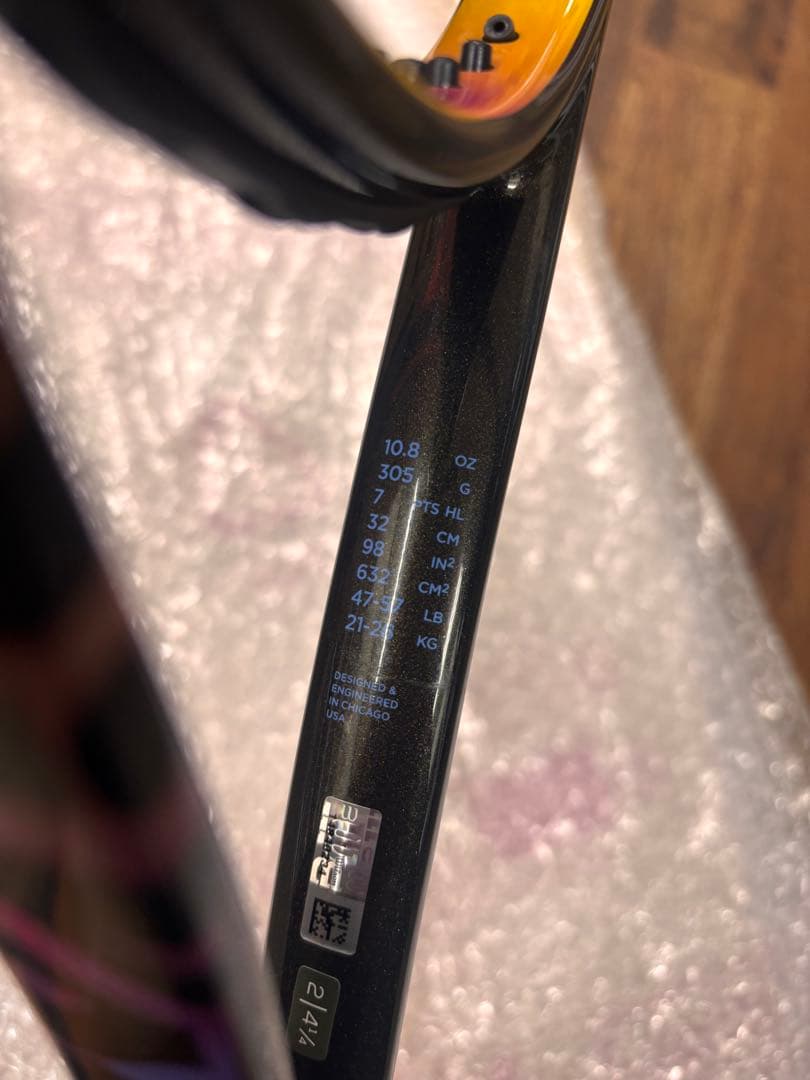 10.8 OZ
305 G
7 PTS HL
32 CM
98 IN²
632 CM²
47-57 LB
21-26 KG
DESIGNED &
ENGINEERED
IN CHICAGO
USA
2|4¼